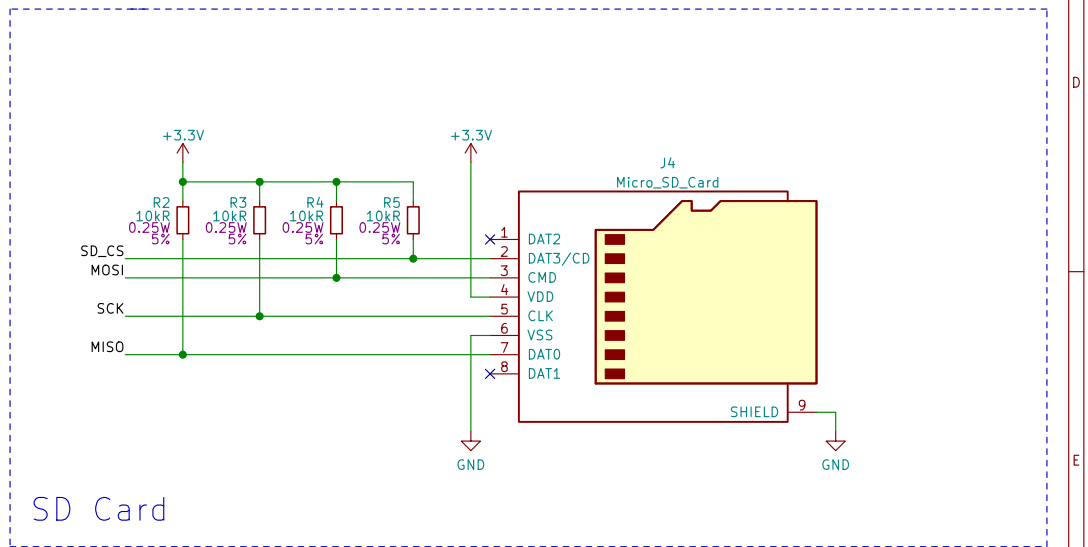 D
+3.3V
+3.3V
J4
Micro_SD_Card
R2
10kR
0.25W
5%
R3
10kR
0.25W
5%
R4
10kR
0.25W
5%
R5
10kR
0.25W
5%
1 DAT2
SD_CS 2 DAT3/CD
MOSI 3 CMD
4 VDD
SCK 5 CLK
6 VSS
MISO 7 DAT0
8 DAT1
SHIELD 9
GND
GND
E
SD Card